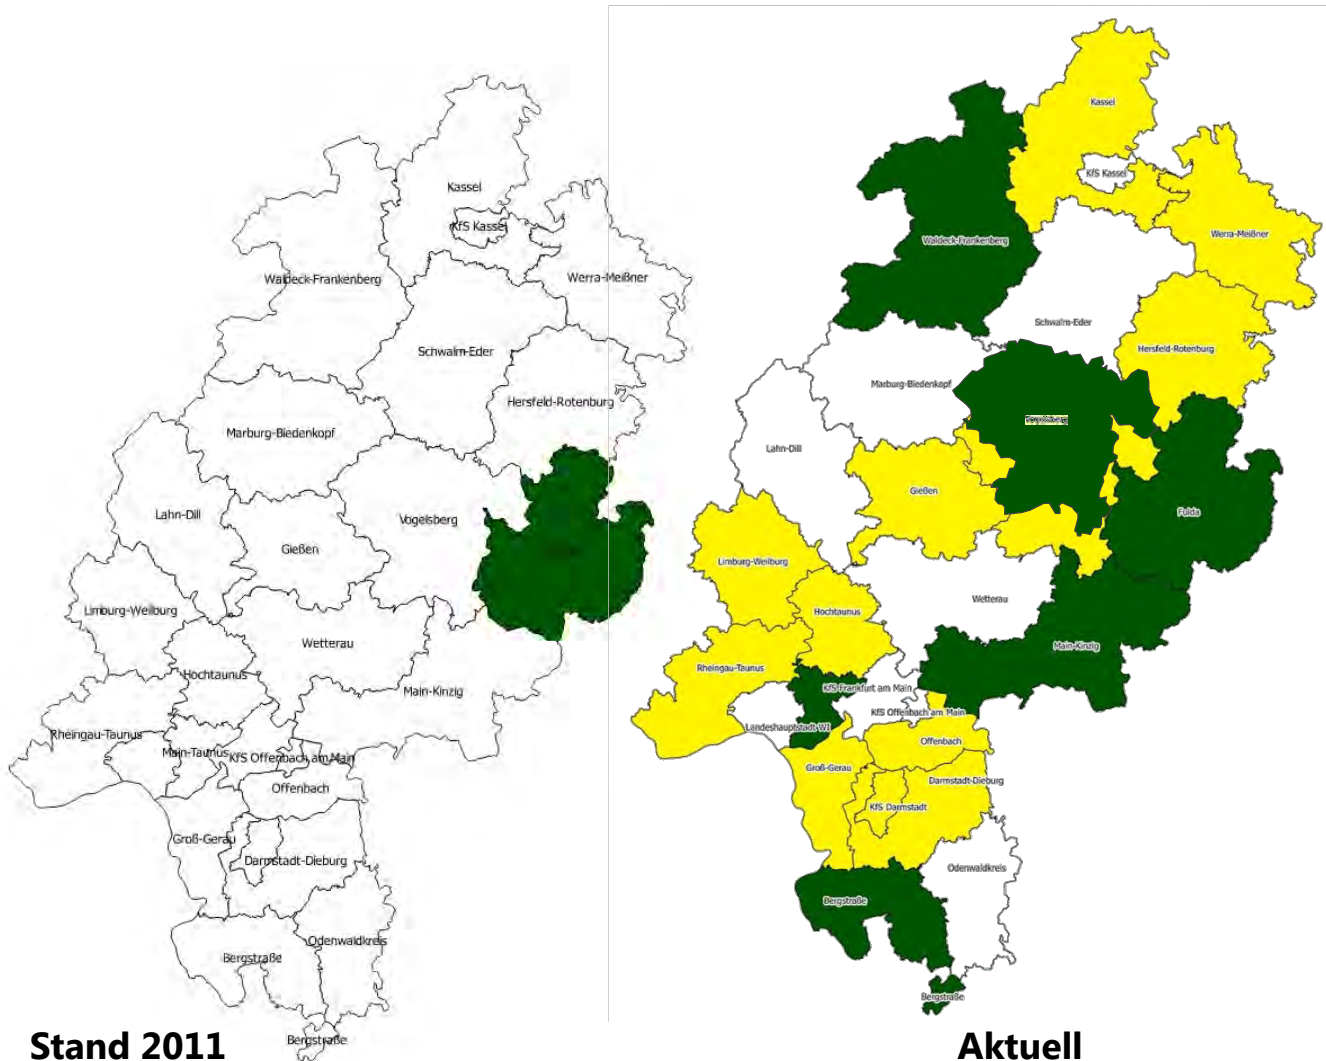 Kassel
KfS Kassel
Waldeck-Frankenberg
Werra-Meißner
Schwalm-Eder
Hersfeld-Rotenburg
Marburg-Biedenkopf
Lahn-Dill
Vogelsberg
Gießen
Limburg-Weilburg
Wetterau
Hochtaunus
Main-Kinzig
Rheingau-Taunus
Main-Taunus
KfS Offenbach am Main
Offenbach
Groß-Gerau
Darmstadt-Dieburg
Odenwaldkreis
Bergstraße
Bergstraße
Stand 2011
Kassel
KfS Kassel
Werra-Meißner
Waldeck-Frankenberg
Schwalm-Eder
Hersfeld-Rotenburg
Marburg-Biedenkopf
Lahn-Dill
Gießen
Fulda
Limburg-Weilburg
Wetterau
Hochtaunus
Main-Kinzig
Rheingau-Taunus
KfS Frankfurt am Main
KfS Offenbach am Main
Landeshauptstadt WI
Offenbach
Groß-Gerau
Darmstadt-Dieburg
KfS Darmstadt
Odenwaldkreis
Bergstraße
Bergstraße
Aktuell